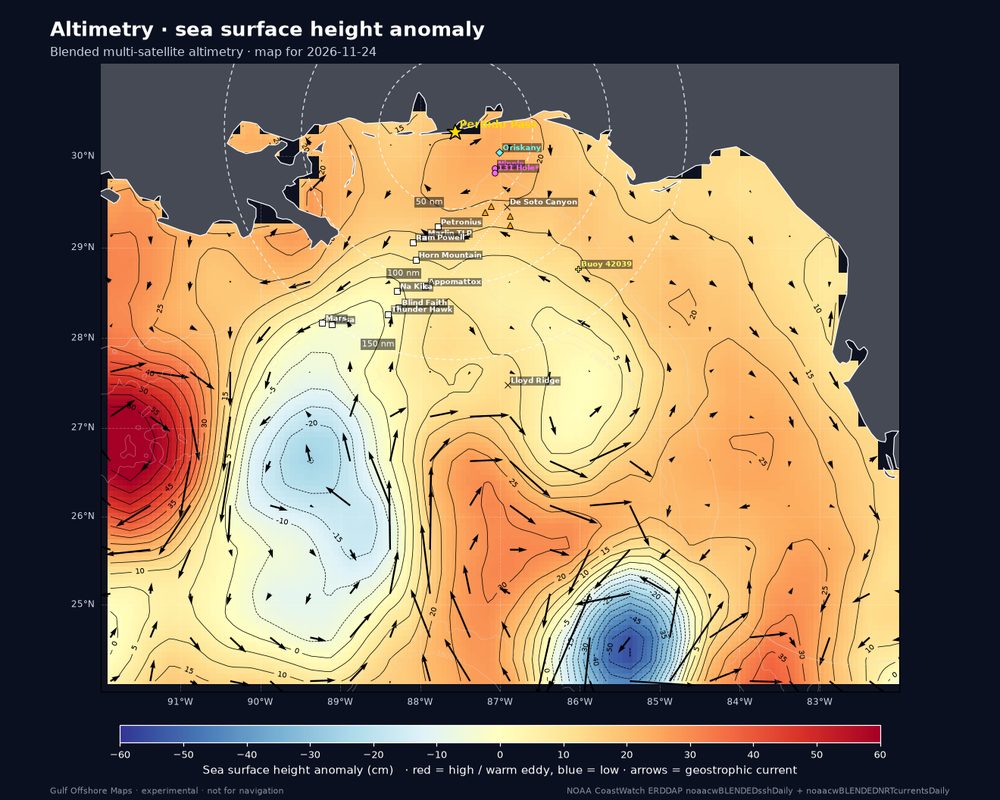 Altimetry · sea surface height anomaly
Blended multi-satellite altimetry · map for 2026-11-24
Oriskany
131 Hole
50 nm
De Soto Canyon
Petronius
Ram Powell
Horn Mountain
Buoy 42039
100 nm
Appomattox
Na Kika
Blind Faith
Thunder Hawk
Mars
150 nm
Lloyd Ridge
30°N
29°N
28°N
27°N
26°N
25°N
91°W 90°W 89°W 88°W 87°W 86°W 85°W 84°W 83°W
−60 −50 −40 −30 −20 −10 0 10 20 30 40 50 60
Sea surface height anomaly (cm) · red = high / warm eddy, blue = low · arrows = geostrophic current
Gulf Offshore Maps · experimental · not for navigation
NOAA CoastWatch ERDDAP noaacwBLENDEDsshDaily + noaacwBLENDEDNRTcurrentsDaily